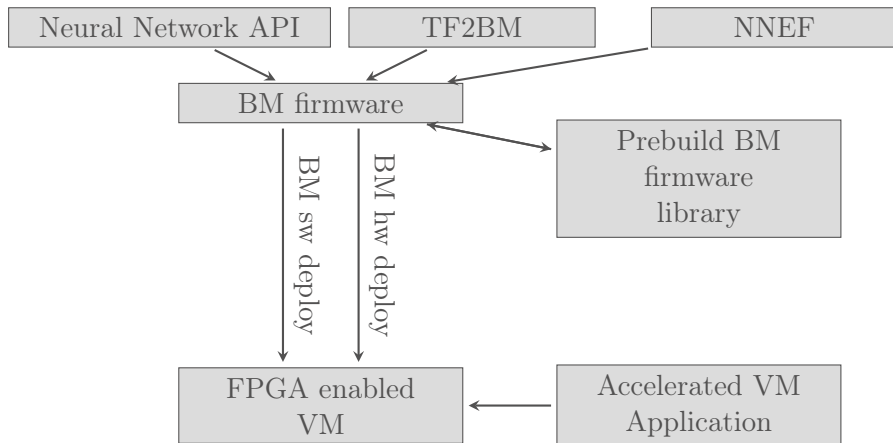 Neural Network API
TF2BM
NNEF
BM firmware
Prebuild BM
firmware
library
BM sw deploy
BM hw deploy
FPGA enabled
VM
Accelerated VM
Application